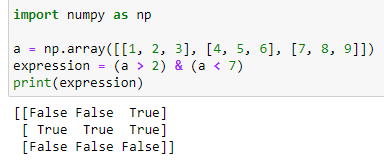 import numpy as np
a = np.array([[1, 2, 3], [4, 5, 6], [7, 8, 9]])
expression = (a > 2) & (a < 7)
print(expression)
[[False False  True]
 [ True  True  True]
 [False False False]]